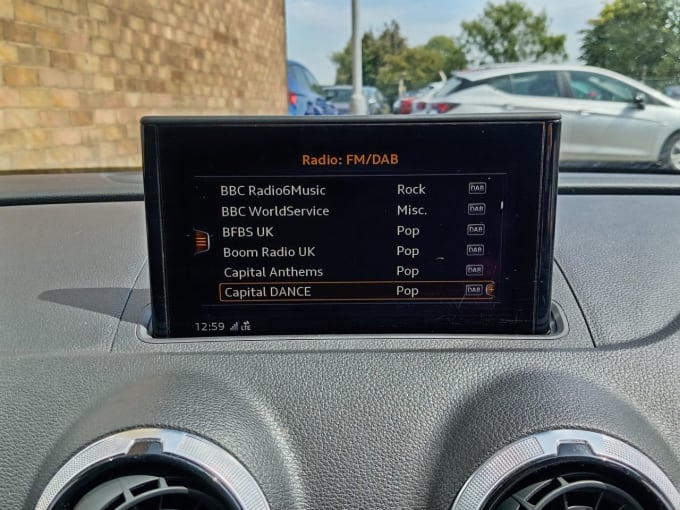 Radio: FM/DAB
BBC Radio6Music Rock DAB
BBC WorldService Misc. DAB
BFBS UK Pop DAB
Boom Radio UK Pop DAB
Capital Anthems Pop DAB
Capital DANCE Pop DAB
12:59 LTE